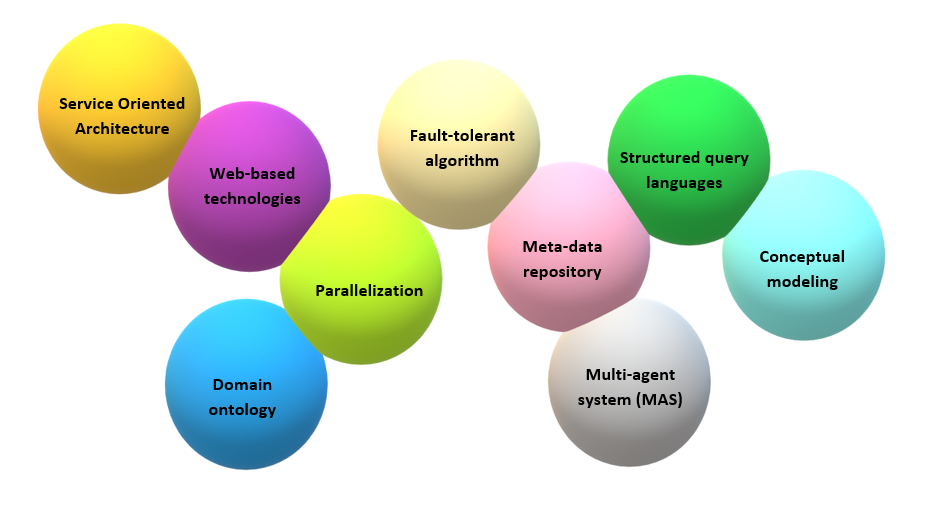 Service Oriented
Architecture
Web-based
technologies
Parallelization
Domain
ontology
Fault-tolerant
algorithm
Meta-data
repository
Structured query
languages
Conceptual
modeling
Multi-agent
system (MAS)